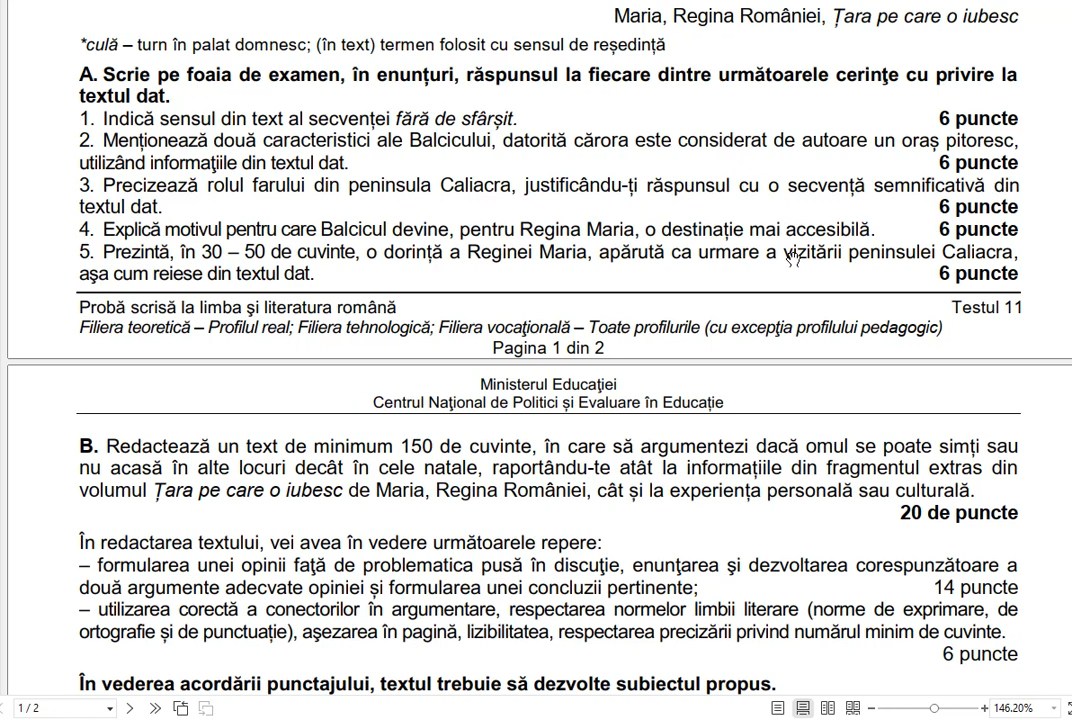 Maria, Regina României, Țara pe care o iubesc
*culă – turn în palat domnesc; (în text) termen folosit cu sensul de reședință
A. Scrie pe foaia de examen, în enunțuri, răspunsul la fiecare dintre următoarele cerinţe cu privire la
textul dat.
1. Indică sensul din text al secvenței fără de sfârșit. 6 puncte
2. Menționează două caracteristici ale Balcicului, datorită cărora este considerat de autoare un oraș pitoresc,
utilizând informaţiile din textul dat. 6 puncte
3. Precizează rolul farului din peninsula Caliacra, justificându-ți răspunsul cu o secvență semnificativă din
textul dat. 6 puncte
4. Explică motivul pentru care Balcicul devine, pentru Regina Maria, o destinație mai accesibilă. 6 puncte
5. Prezintă, în 30 – 50 de cuvinte, o dorință a Reginei Maria, apărută ca urmare a vizitării peninsulei Caliacra,
aşa cum reiese din textul dat. 6 puncte
Probă scrisă la limba şi literatura română Testul 11
Filiera teoretică – Profilul real; Filiera tehnologică; Filiera vocaţională – Toate profilurile (cu excepţia profilului pedagogic)
Pagina 1 din 2
Ministerul Educaţiei
Centrul Naţional de Politici și Evaluare în Educație
B. Redactează un text de minimum 150 de cuvinte, în care să argumentezi dacă omul se poate simți sau
nu acasă în alte locuri decât în cele natale, raportându-te atât la informațiile din fragmentul extras din
volumul Țara pe care o iubesc de Maria, Regina României, cât și la experiența personală sau culturală.
20 de puncte
În redactarea textului, vei avea în vedere următoarele repere:
– formularea unei opinii faţă de problematica pusă în discuţie, enunţarea şi dezvoltarea corespunzătoare a
două argumente adecvate opiniei și formularea unei concluzii pertinente; 14 puncte
– utilizarea corectă a conectorilor în argumentare, respectarea normelor limbii literare (norme de exprimare, de
ortografie și de punctuație), aşezarea în pagină, lizibilitatea, respectarea precizării privind numărul minim de cuvinte.
6 puncte
În vederea acordării punctajului, textul trebuie să dezvolte subiectul propus.
1 / 2 146.20%